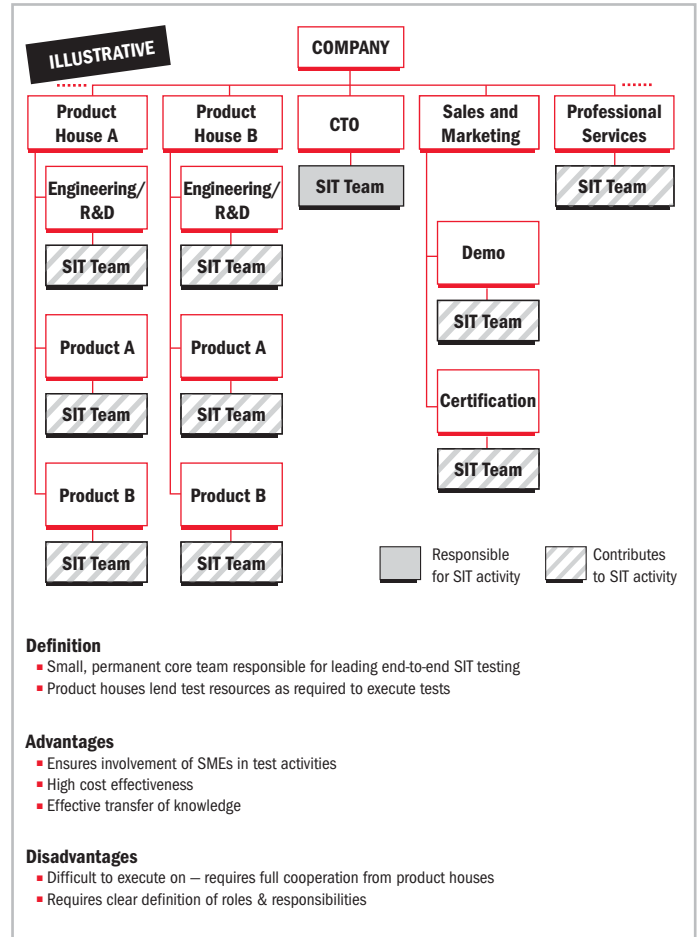 ILLUSTRATIVE
COMPANY
Product
House A
Product
House B
CTO
Sales and
Marketing
Professional
Services
Engineering/
R&D
Engineering/
R&D
SIT Team
SIT Team
SIT Team
SIT Team
Demo
SIT Team
Product A
Product A
SIT Team
SIT Team
Certification
SIT Team
Product B
Product B
SIT Team
SIT Team
Responsible
for SIT activity
Contributes
to SIT activity
Definition
▪ Small, permanent core team responsible for leading end-to-end SIT testing
▪ Product houses lend test resources as required to execute tests
Advantages
▪ Ensures involvement of SMEs in test activities
▪ High cost effectiveness
▪ Effective transfer of knowledge
Disadvantages
▪ Difficult to execute on — requires full cooperation from product houses
▪ Requires clear definition of roles & responsibilities